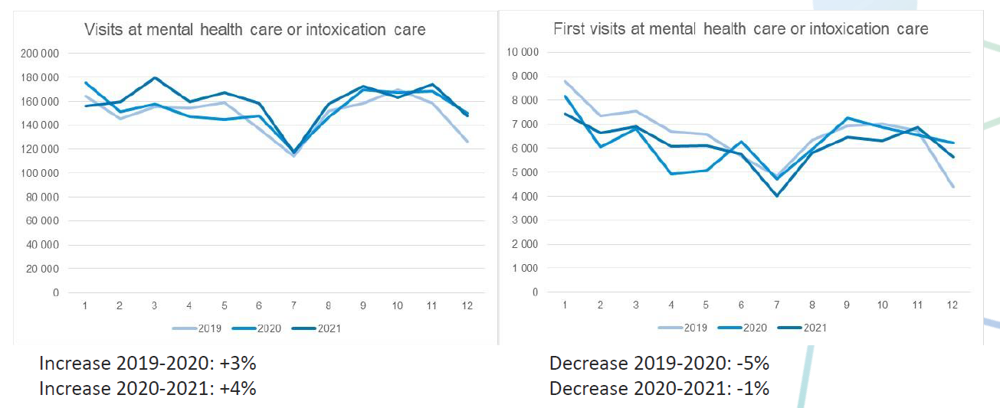 Visits at mental health care or intoxication care
200 000
180 000
160 000
140 000
120 000
100 000
80 000
60 000
40 000
20 000
0
1 2 3 4 5 6 7 8 9 10 11 12
2019 2020 2021
Increase 2019-2020: +3%
Increase 2020-2021: +4%
First visits at mental health care or intoxication care
10 000
9 000
8 000
7 000
6 000
5 000
4 000
3 000
2 000
1 000
0
1 2 3 4 5 6 7 8 9 10 11 12
2019 2020 2021
Decrease 2019-2020: -5%
Decrease 2020-2021: -1%